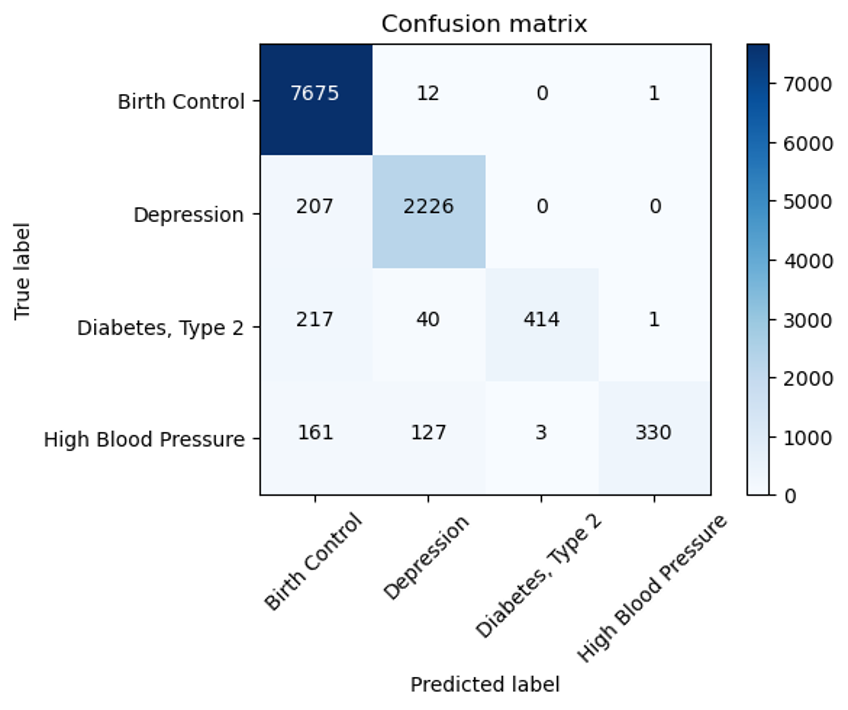 Confusion matrix
Birth Control 7675 12 0 1
Depression 207 2226 0 0
Diabetes, Type 2 217 40 414 1
High Blood Pressure 161 127 3 330
Birth Control
Depression
Diabetes, Type 2
High Blood Pressure
Predicted label
True label
7000
6000
5000
4000
3000
2000
1000
0